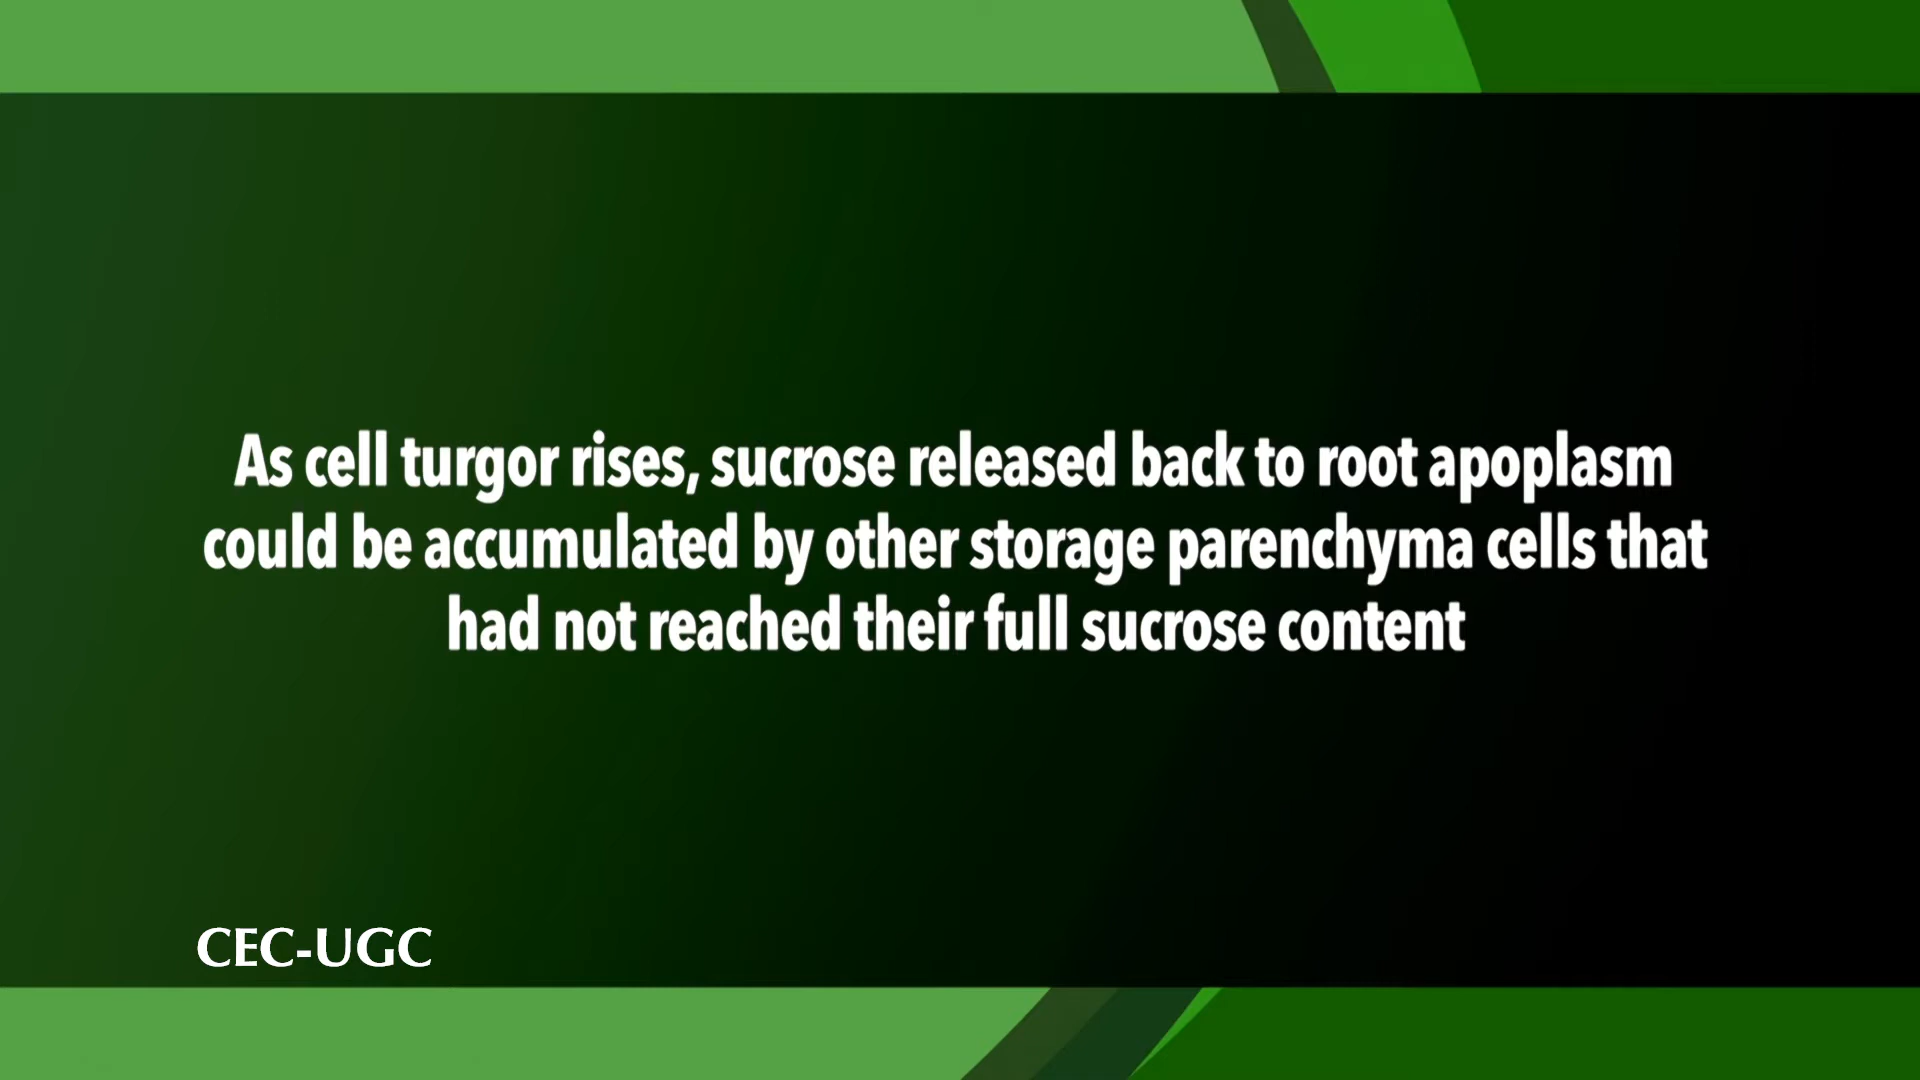 As cell turgor rises, sucrose released back to root apoplasm
could be accumulated by other storage parenchyma cells that
had not reached their full sucrose content
CEC-UGC